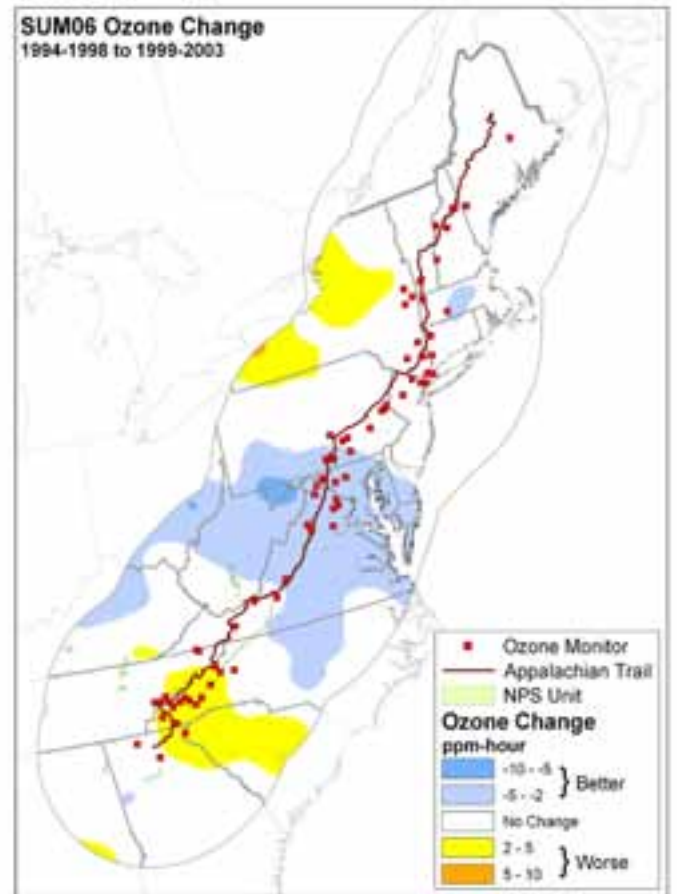 SUM06 Ozone Change
1994-1998 to 1999-2003
Ozone Monitor
Appalachian Trail
NPS Unit
Ozone Change
ppm-hour
-10 - -5
-5 - -2
} Better
No Change
2 - 5
5 - 10
} Worse